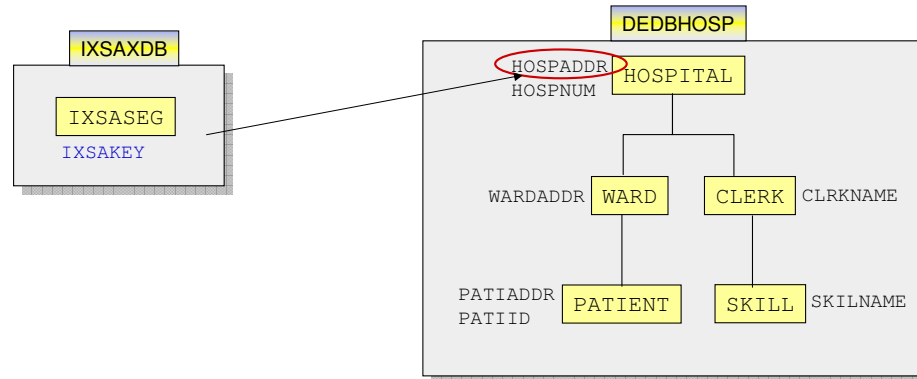 IXSAXDB
IXSASEG
IXSAKEY
DEDBHOSP
HOSPADDR
HOSPNUM
HOSPITAL
WARDADDR
WARD
CLERK
CLRKNAME
PATIADDR
PATIID
PATIENT
SKILL
SKILNAME